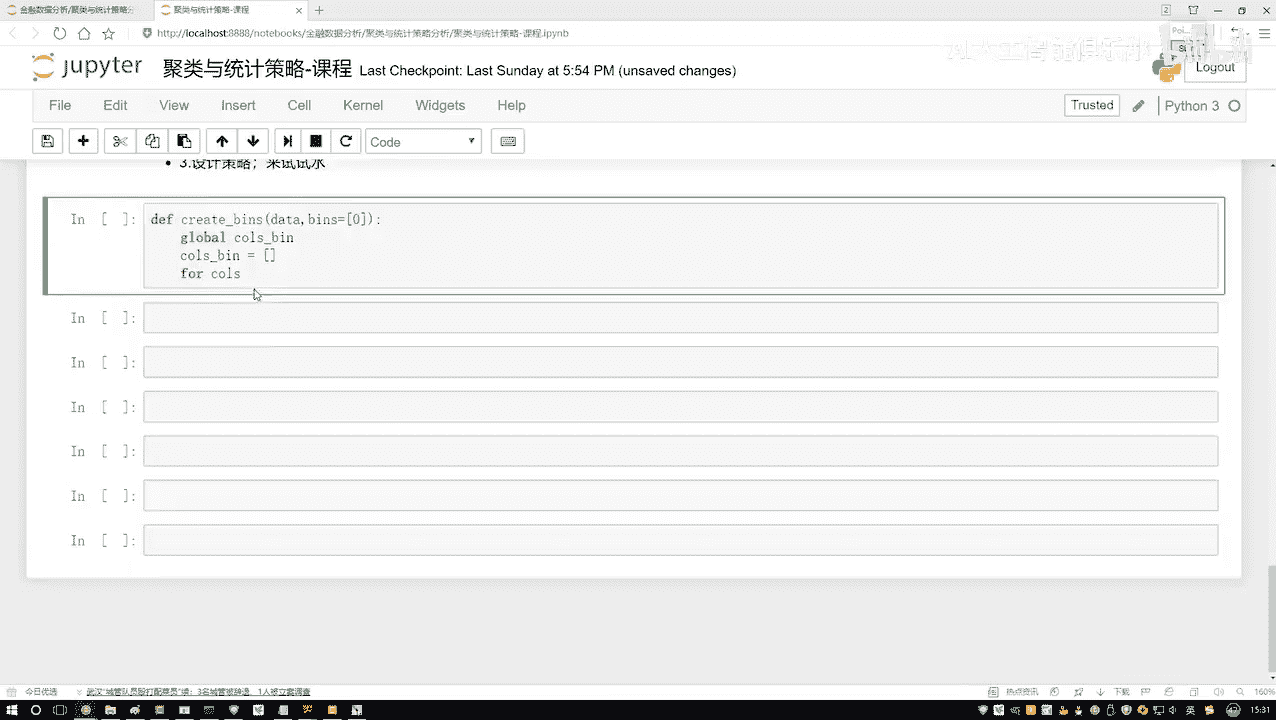 金融数据分析/聚类与统计策略分
聚类与统计策略-课程
http://localhost:8888/notebooks/金融数据分析/聚类与统计策略分析/聚类与统计策略-课程.ipynb
jupyter 聚类与统计策略-课程 Last Checkpoint: Last Sunday at 5:54 PM (unsaved changes)
Logout
File Edit View Insert Cell Kernel Widgets Help
Trusted Python 3
Code
3.设计策略；来试试水
In [ ]: def create_bins(data,bins=[0]):
global cols_bin
cols_bin = []
for cols
In [ ]:
In [ ]:
In [ ]:
In [ ]:
In [ ]:
In [ ]:
今日优选
热点资讯 下载 160%
英 15:31